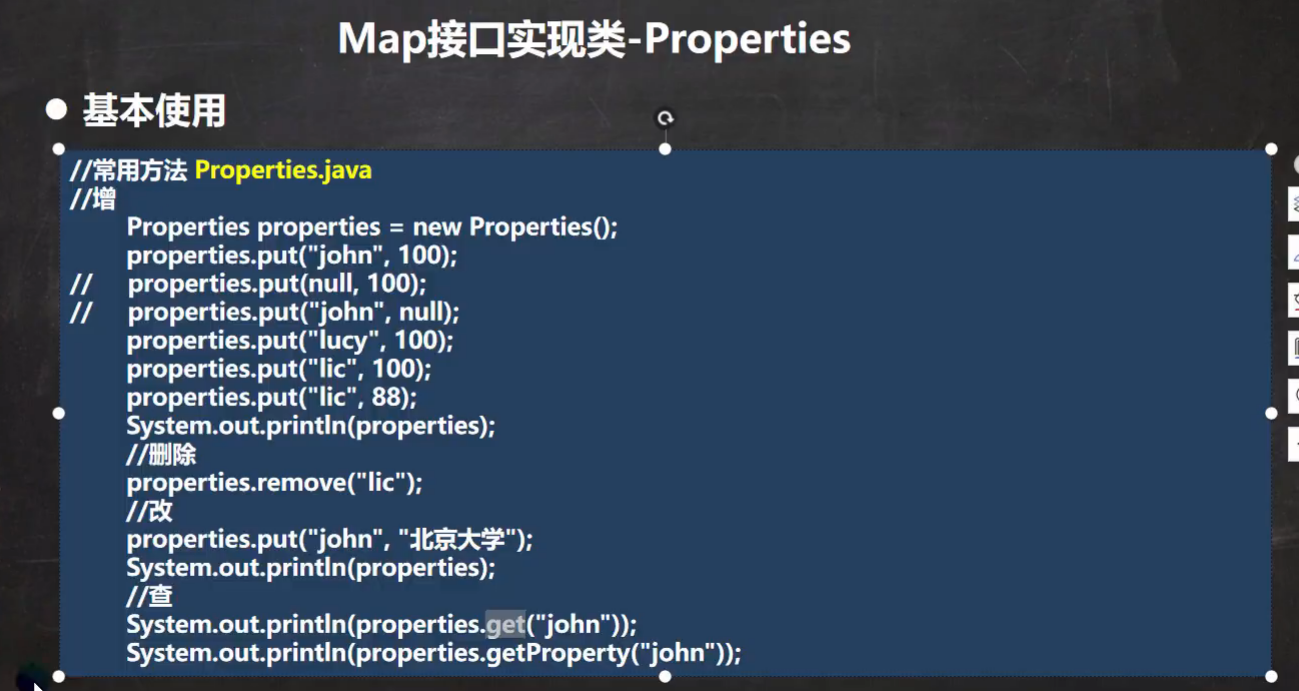 Map接口实现类-Properties
● 基本使用
//常用方法 Properties.java
//增
Properties properties = new Properties();
properties.put("john", 100);
// properties.put(null, 100);
// properties.put("john", null);
properties.put("lucy", 100);
properties.put("lic", 100);
properties.put("lic", 88);
System.out.println(properties);
//删除
properties.remove("lic");
//改
properties.put("john", "北京大学");
System.out.println(properties);
//查
System.out.println(properties.get("john"));
System.out.println(properties.getProperty("john"));